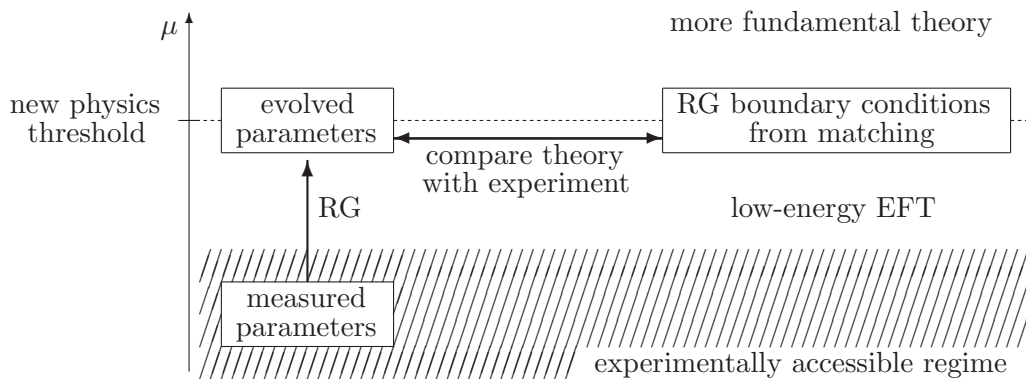 μ
more fundamental theory
new physics
threshold
evolved
parameters
RG boundary conditions
from matching
compare theory
with experiment
RG
low-energy EFT
measured
parameters
experimentally accessible regime